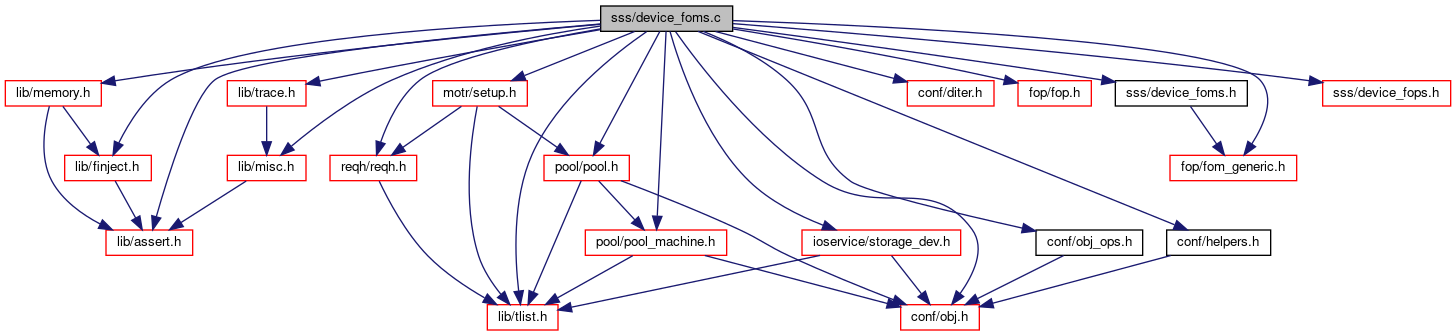 sss/device_foms.c
lib/memory.h
lib/trace.h
motr/setup.h
conf/diter.h
fop/fop.h
sss/device_foms.h
sss/device_fops.h
lib/finject.h
lib/misc.h
reqh/reqh.h
pool/pool.h
fop/fom_generic.h
lib/assert.h
pool/pool_machine.h
ioservice/storage_dev.h
conf/obj_ops.h
conf/helpers.h
lib/tlist.h
conf/obj.h